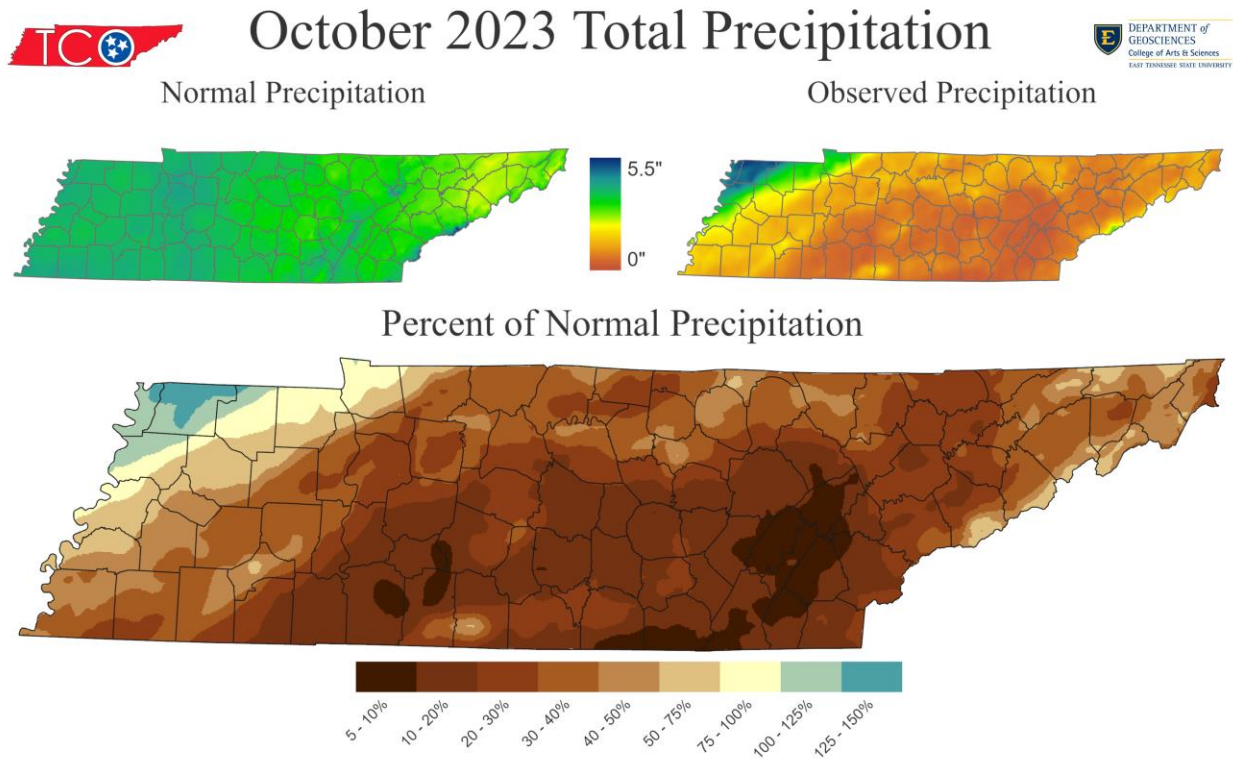 TCO
October 2023 Total Precipitation
E
DEPARTMENT of
GEOSCIENCES
College of Arts & Sciences
EAST TENNESSEE STATE UNIVERSITY
Normal Precipitation
Observed Precipitation
5.5"
0"
Percent of Normal Precipitation
5 - 10%
10 - 20%
20 - 30%
30 - 40%
40 - 50%
50 - 75%
75 - 100%
100 - 125%
125 - 150%